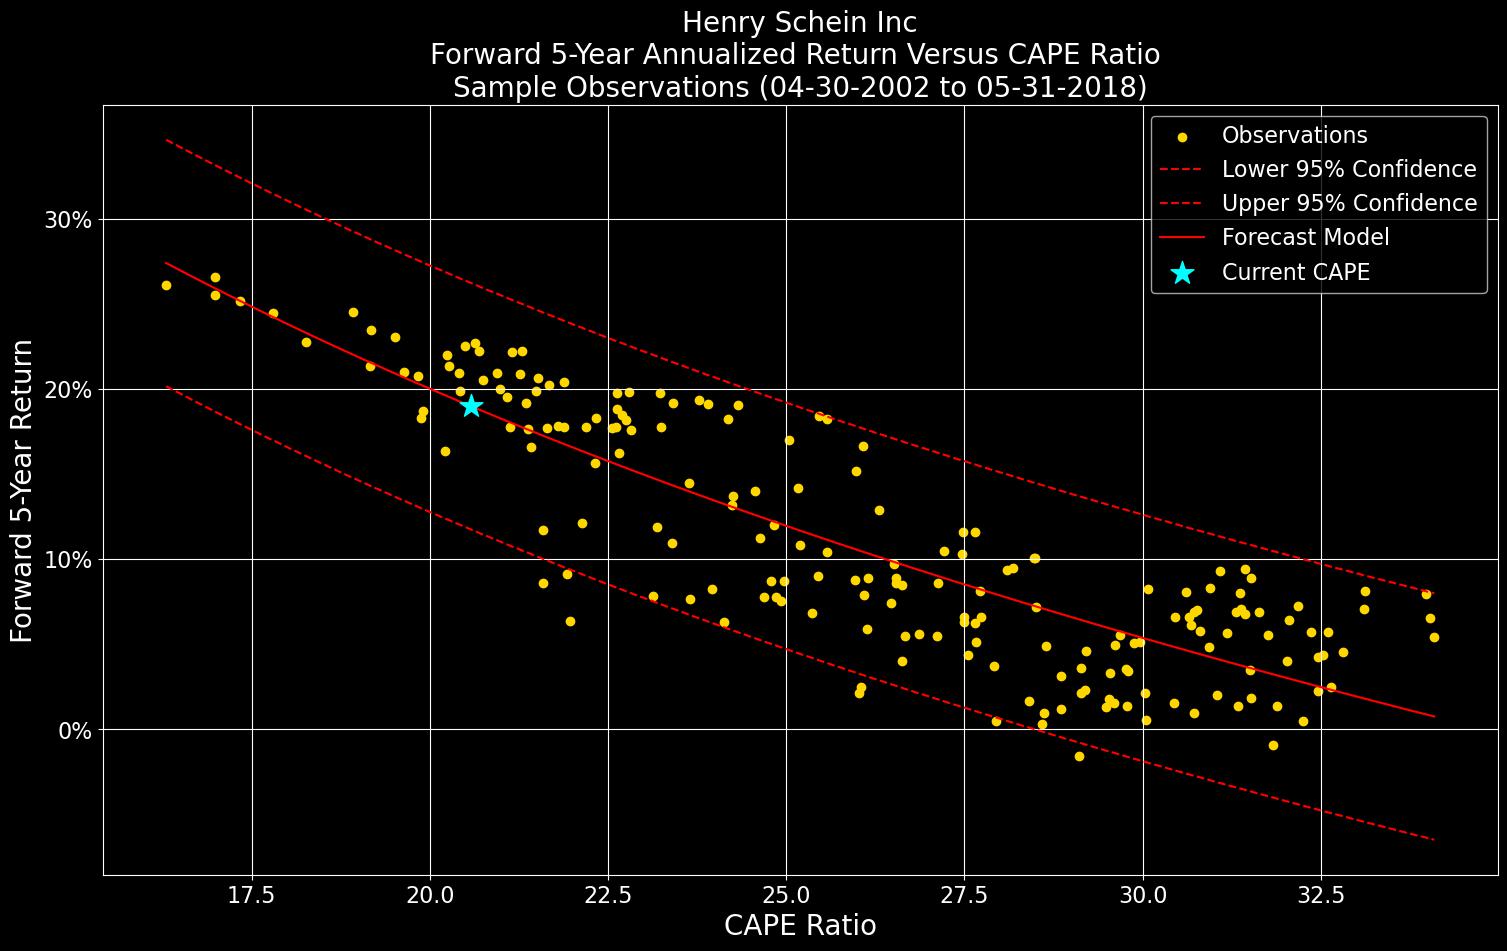 Henry Schein Inc
Forward 5-Year Annualized Return Versus CAPE Ratio
Sample Observations (04-30-2002 to 05-31-2018)
Observations
Lower 95% Confidence
Upper 95% Confidence
Forecast Model
Current CAPE
Forward 5-Year Return
30%
20%
10%
0%
17.5 20.0 22.5 25.0 27.5 30.0 32.5
CAPE Ratio